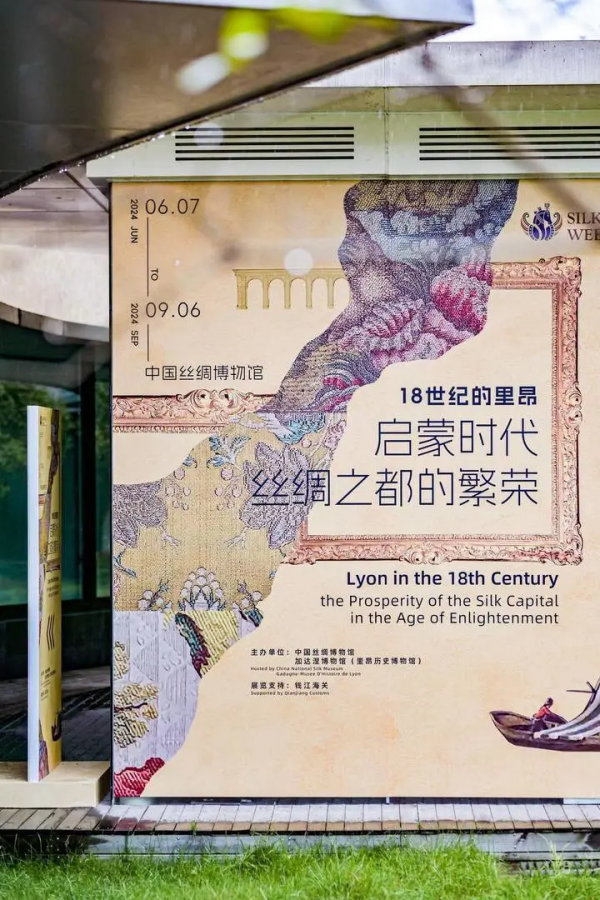 2024 JUN
06.07
TO
2024 SEP
09.06
中国丝绸博物馆
SILK
WEE
18世纪的里昂
启蒙时代
丝绸之都的繁荣
Lyon in the 18th Century
the Prosperity of the Silk Capital
in the Age of Enlightenment
主办单位：中国丝绸博物馆
加达涅博物馆（里昂历史博物馆）
Hosted by China National Silk Museum
Gadagne Musée D'Histoire de Lyon
展览支持：钱江海关
Supported by Qianjiang Customs